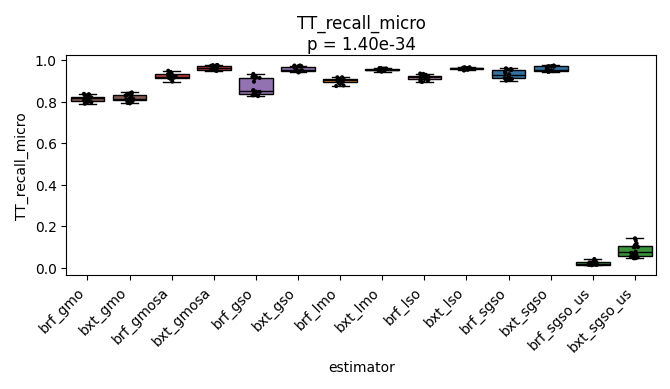 TT_recall_micro
p = 1.40e-34
TT_recall_micro
1.0
0.8
0.6
0.4
0.2
0.0
brf_gmo
bxt_gmo
brf_gmosa
bxt_gmosa
brf_gso
bxt_gso
brf_lmo
bxt_lmo
brf_lso
bxt_lso
brf_sgso
bxt_sgso
brf_sgso_us
bxt_sgso_us
estimator